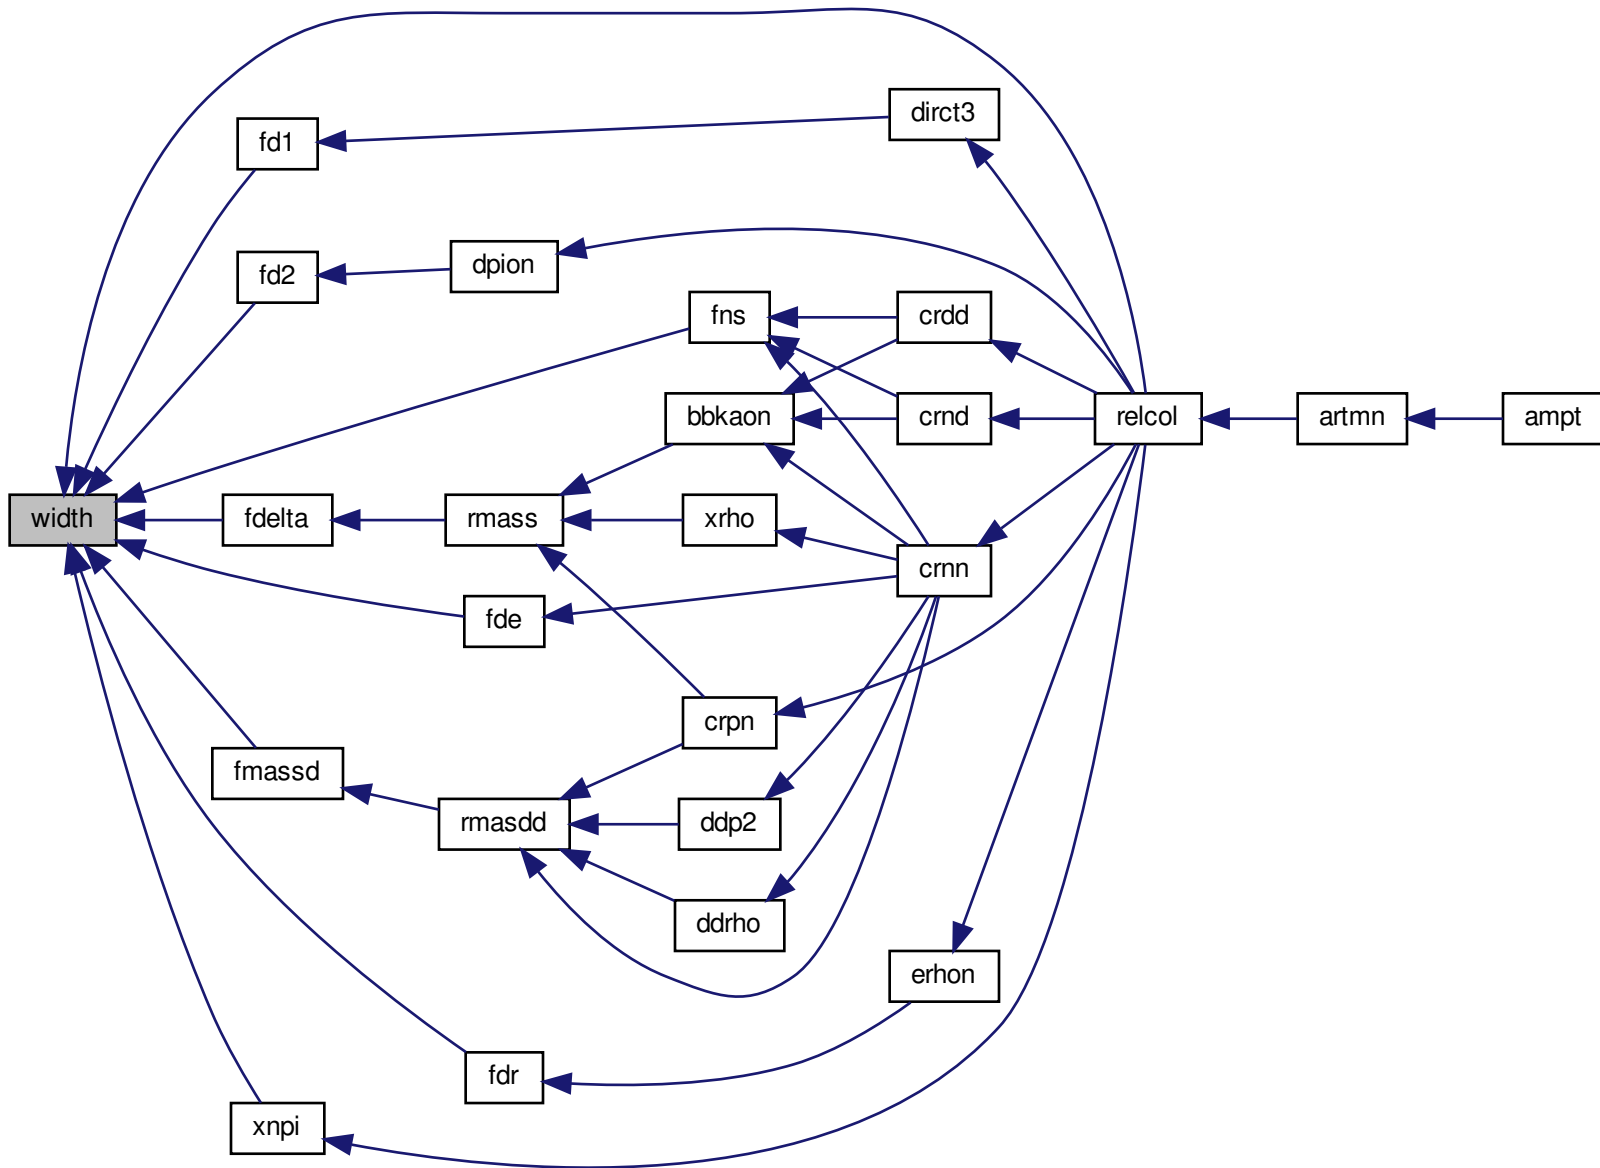 dirct3
fd1
fd2
dpion
fns
crdd
bbkaon
crnd
relcol
artmn
ampt
width
fdelta
rmass
xrho
crnn
fde
crpn
fmassd
rmasdd
ddp2
ddrho
erhon
fdr
xnpi